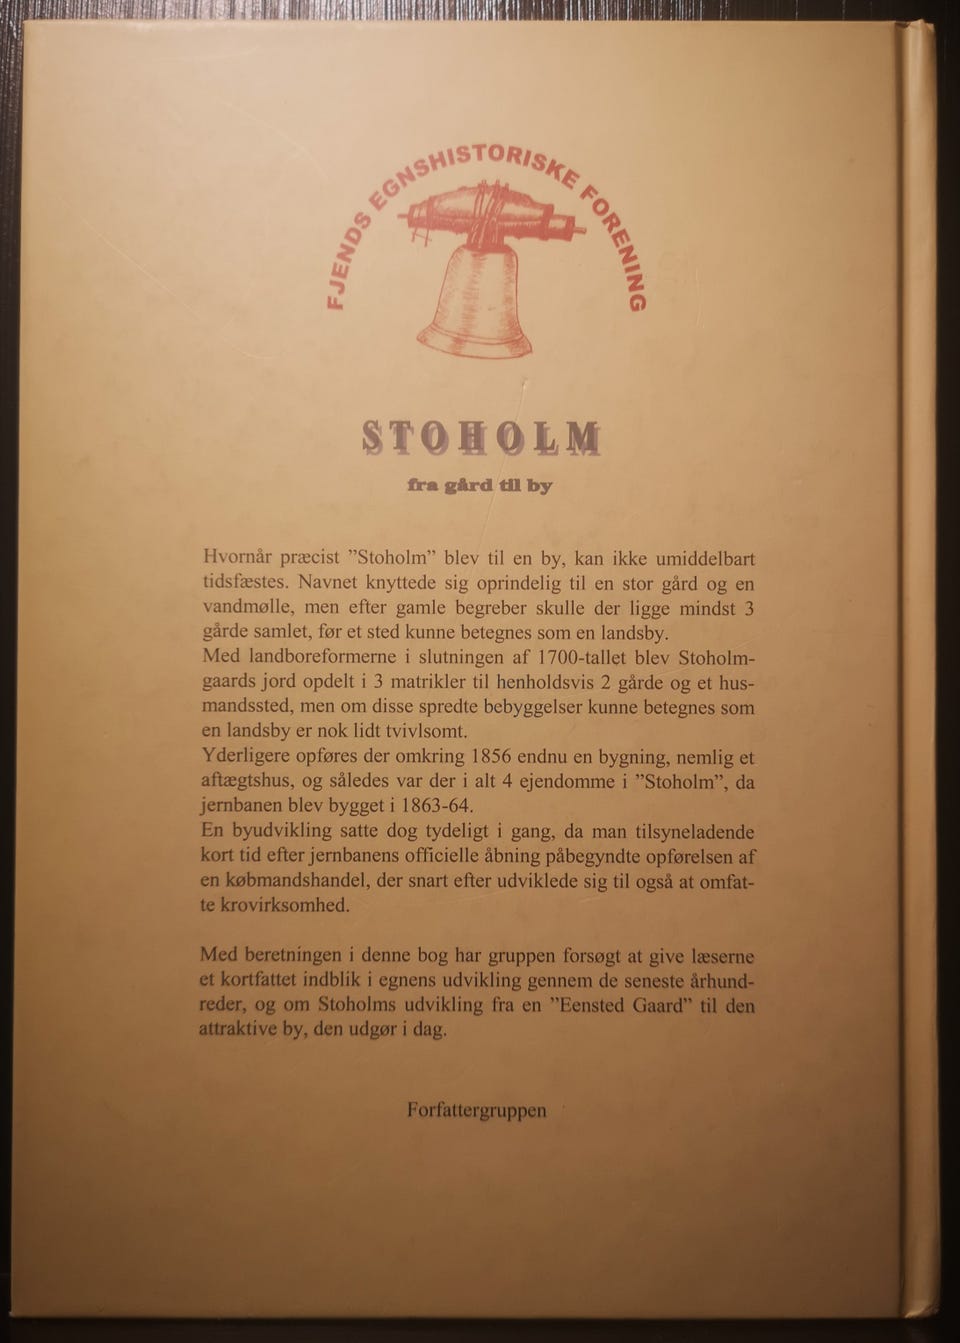 FJENDS EGNSHISTORISKE FORENING
STOHOLM
fra gård til by
Hvornår præcist ”Stoholm” blev til en by, kan ikke umiddelbart
tidsfæstes. Navnet knyttede sig oprindelig til en stor gård og en
vandmølle, men efter gamle begreber skulle der ligge mindst 3
gårde samlet, før et sted kunne betegnes som en landsby.
Med landboreformerne i slutningen af 1700-tallet blev Stoholm-
gaards jord opdelt i 3 matrikler til henholdsvis 2 gårde og et hus-
mandssted, men om disse spredte bebyggelser kunne betegnes som
en landsby er nok lidt tvivlsomt.
Yderligere opføres der omkring 1856 endnu en bygning, nemlig et
aftægtshus, og således var der i alt 4 ejendomme i ”Stoholm”, da
jernbanen blev bygget i 1863-64.
En byudvikling satte dog tydeligt i gang, da man tilsyneladende
kort tid efter jernbanens officielle åbning påbegyndte opførelsen af
en købmandshandel, der snart efter udviklede sig til også at omfat-
te krovirksomhed.
Med beretningen i denne bog har gruppen forsøgt at give læserne
et kortfattet indblik i egnens udvikling gennem de seneste århund-
reder, og om Stoholms udvikling fra en ”Eensted Gaard” til den
attraktive by, den udgør i dag.
Forfattergruppen